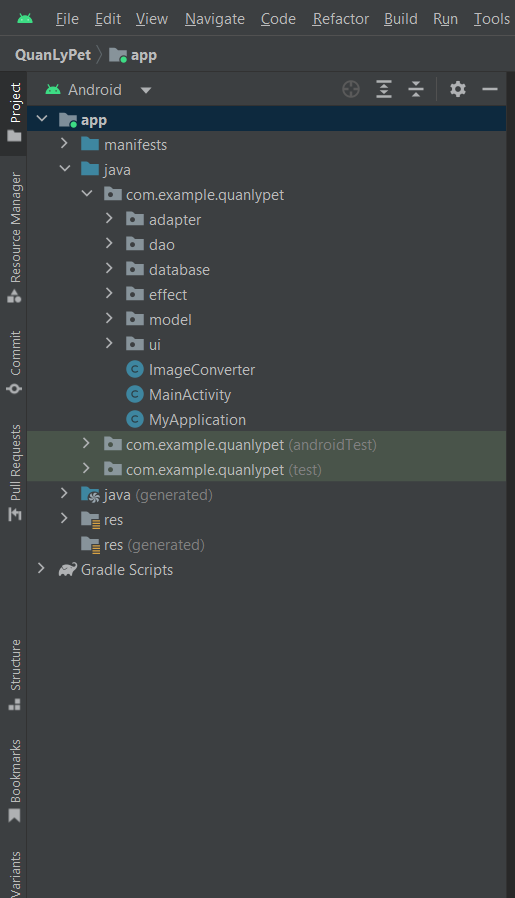 File Edit View Navigate Code Refactor Build Run Tools
QuanLyPet app
Project
Android
app
manifests
java
com.example.quanlypet
adapter
dao
database
effect
model
ui
ImageConverter
MainActivity
MyApplication
com.example.quanlypet (androidTest)
com.example.quanlypet (test)
java (generated)
res
res (generated)
Gradle Scripts
Resource Manager
Commit
Pull Requests
Structure
Bookmarks
Variants